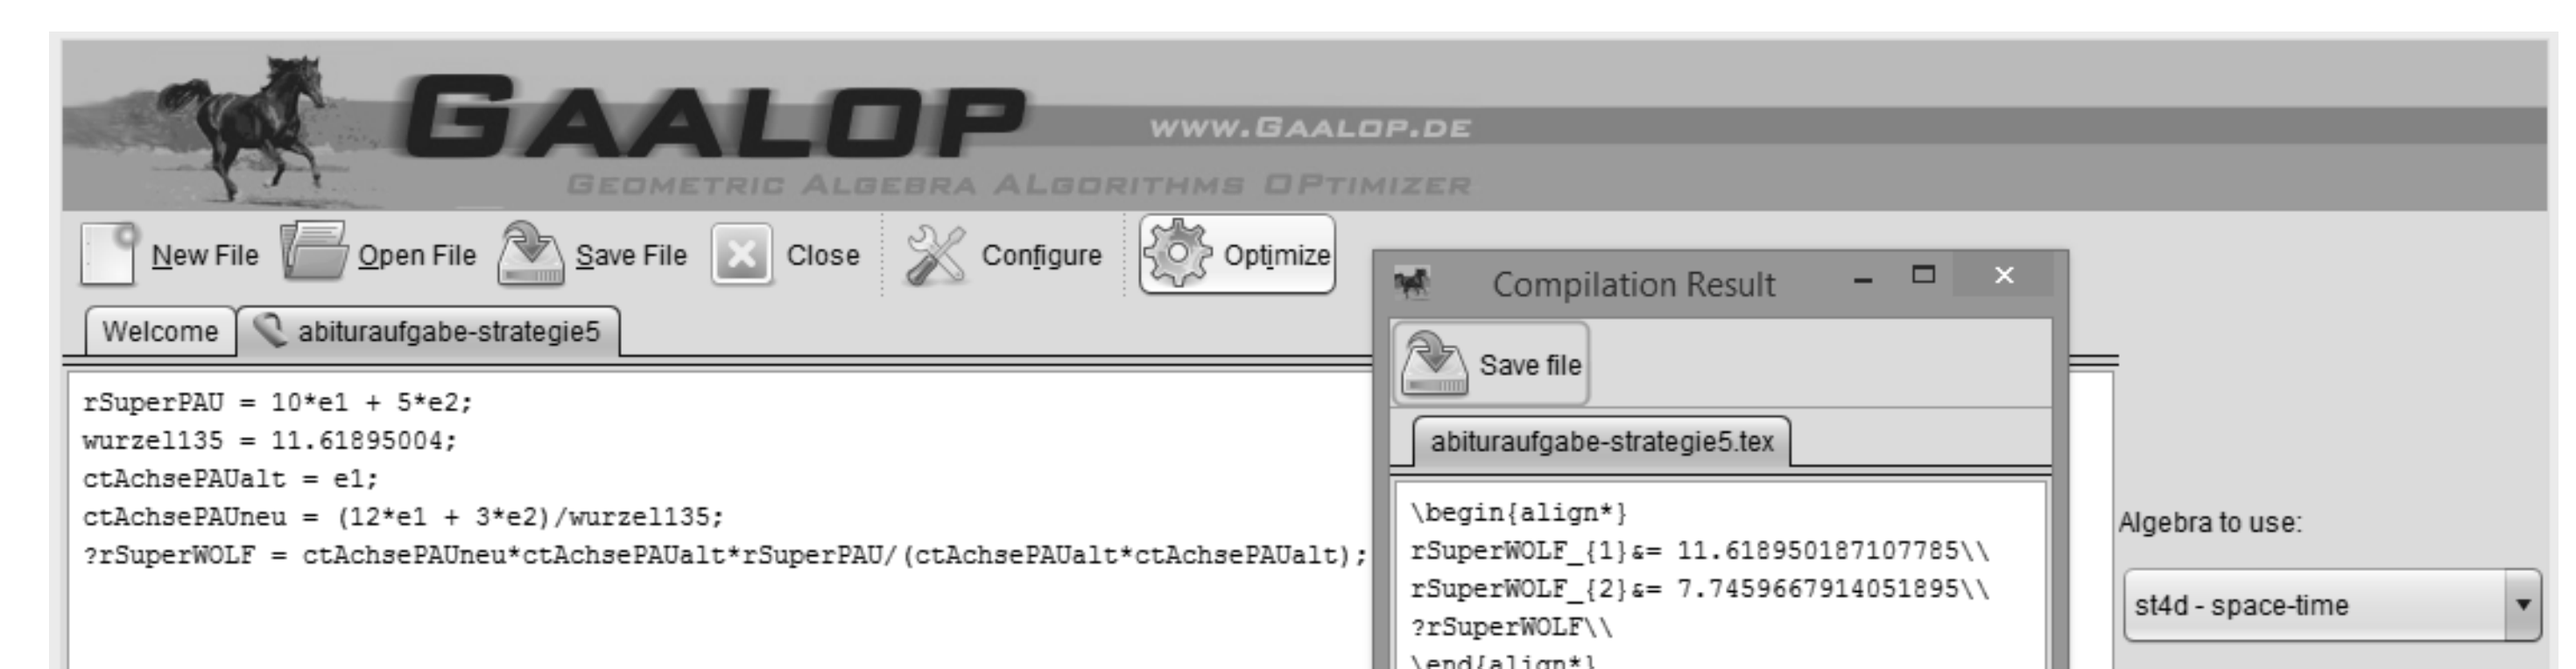 GAALOP
WWW.GAALOP.DE
GEOMETRIC ALGEBRA ALGORITHMS OPTIMIZER
New File Open File Save File Close Configure Optimize
Welcome abituraufgabe-strategie5
rSuperPAU = 10*e1 + 5*e2;
wurzel135 = 11.61895004;
ctAchsePAUalt = e1;
ctAchsePAUneu = (12*e1 + 3*e2)/wurzel135;
?rSuperWOLF = ctAchsePAUneu*ctAchsePAUalt*rSuperPAU/(ctAchsePAUalt*ctAchsePAUalt);
Compilation Result
Save file
abituraufgabe-strategie5.tex
\begin{align*}
rSuperWOLF_{1}&= 11.618950187107785\\
rSuperWOLF_{2}&= 7.7459667914051895\\
?rSuperWOLF\\
\end{align*}
Algebra to use:
st4d - space-time